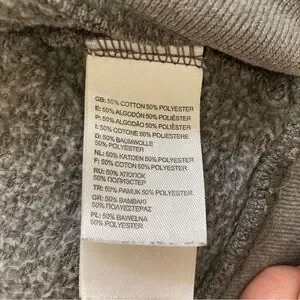 GB: 50% COTTON 50% POLYESTER
E: 50% ALGODÓN 50% POLIÉSTER
P: 50% ALGODÃO 50% POLIÉSTER
I: 50% COTONE 50% POLIESTERE
D: 50% BAUMWOLLE
50% POLYESTER
NL: 50% KATOEN 50% POLYESTER
F: 50% COTON 50% POLYESTER
RU: 50% ХЛОПОК
50% ПОЛИЭСТЕР
TR: 50% PAMUK 50% POLYESTER
GR: 50% ΒΑΜΒΑΚΙ
50% ΠΟΛΥΕΣΤΕΡΑΣ
PL: 50% BAWEŁNA
50% POLYESTER